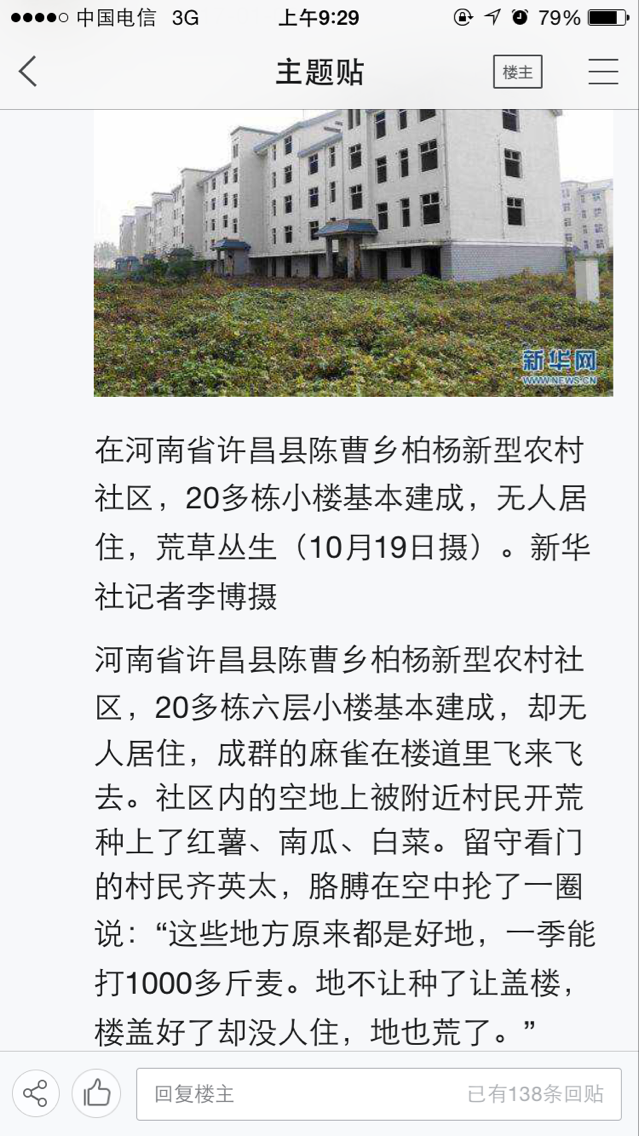 中国电信 3G 上午9:29 79%
主题贴 楼主
新华网
WWW.NEWS.CN
在河南省许昌县陈曹乡柏杨新型农村
社区，20多栋小楼基本建成，无人居
住，荒草丛生（10月19日摄）。新华
社记者李博摄
河南省许昌县陈曹乡柏杨新型农村社
区，20多栋六层小楼基本建成，却无
人居住，成群的麻雀在楼道里飞来飞
去。社区内的空地上被附近村民开荒
种上了红薯、南瓜、白菜。留守看门
的村民齐英太，胳膊在空中抡了一圈
说：“这些地方原来都是好地，一季能
打1000多斤麦。地不让种了让盖楼，
楼盖好了却没人住，地也荒了。”
回复楼主 已有138条回贴